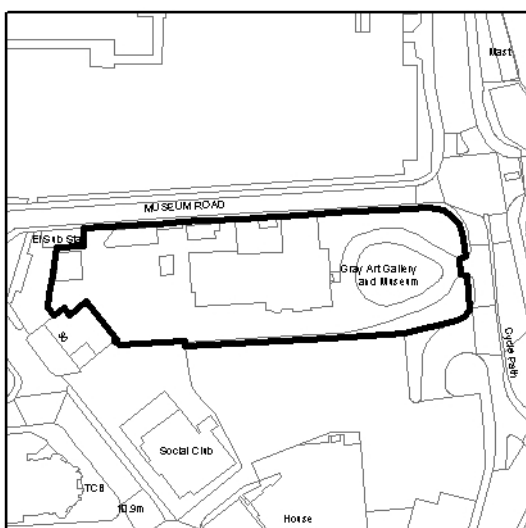 Mast
MUSEUM ROAD
El Sub Sta
Gray Art Gallery
and Museum
Cycle Path
Social Club
TCB
10.9m
House